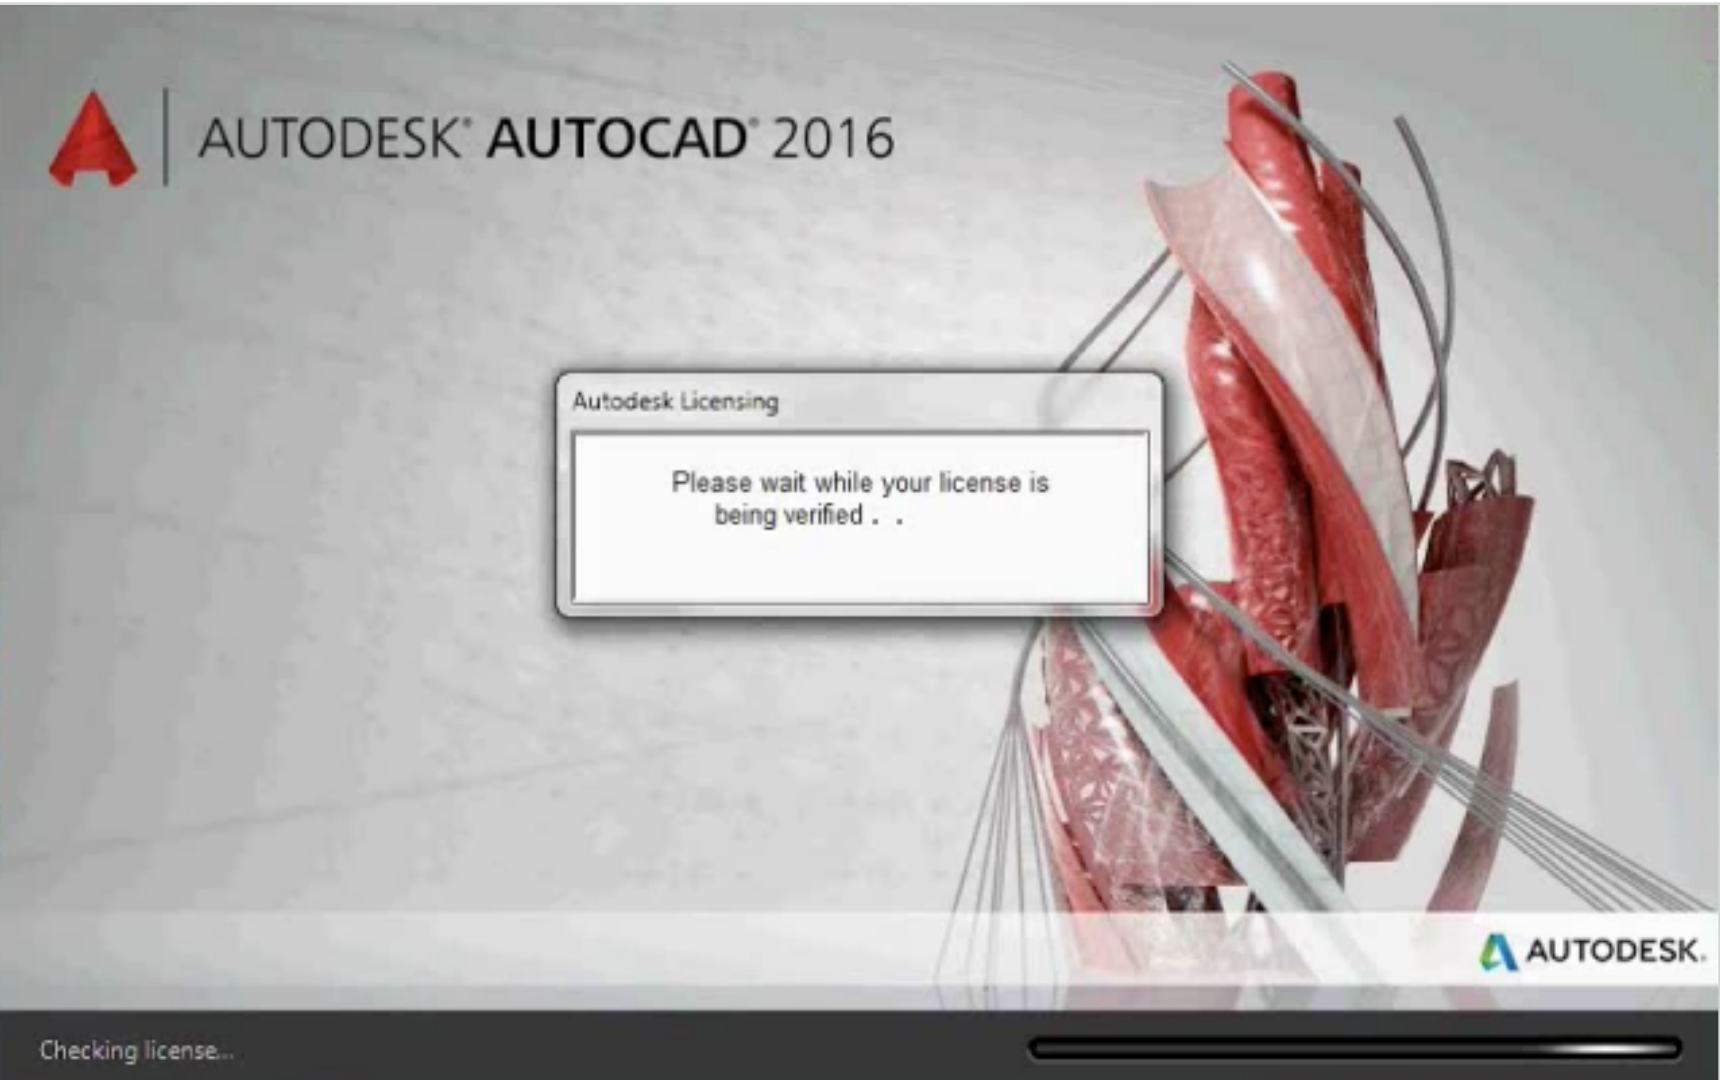 AUTODESK® AUTOCAD® 2016
Autodesk Licensing
Please wait while your license is
being verified . .
AUTODESK.
Checking license...